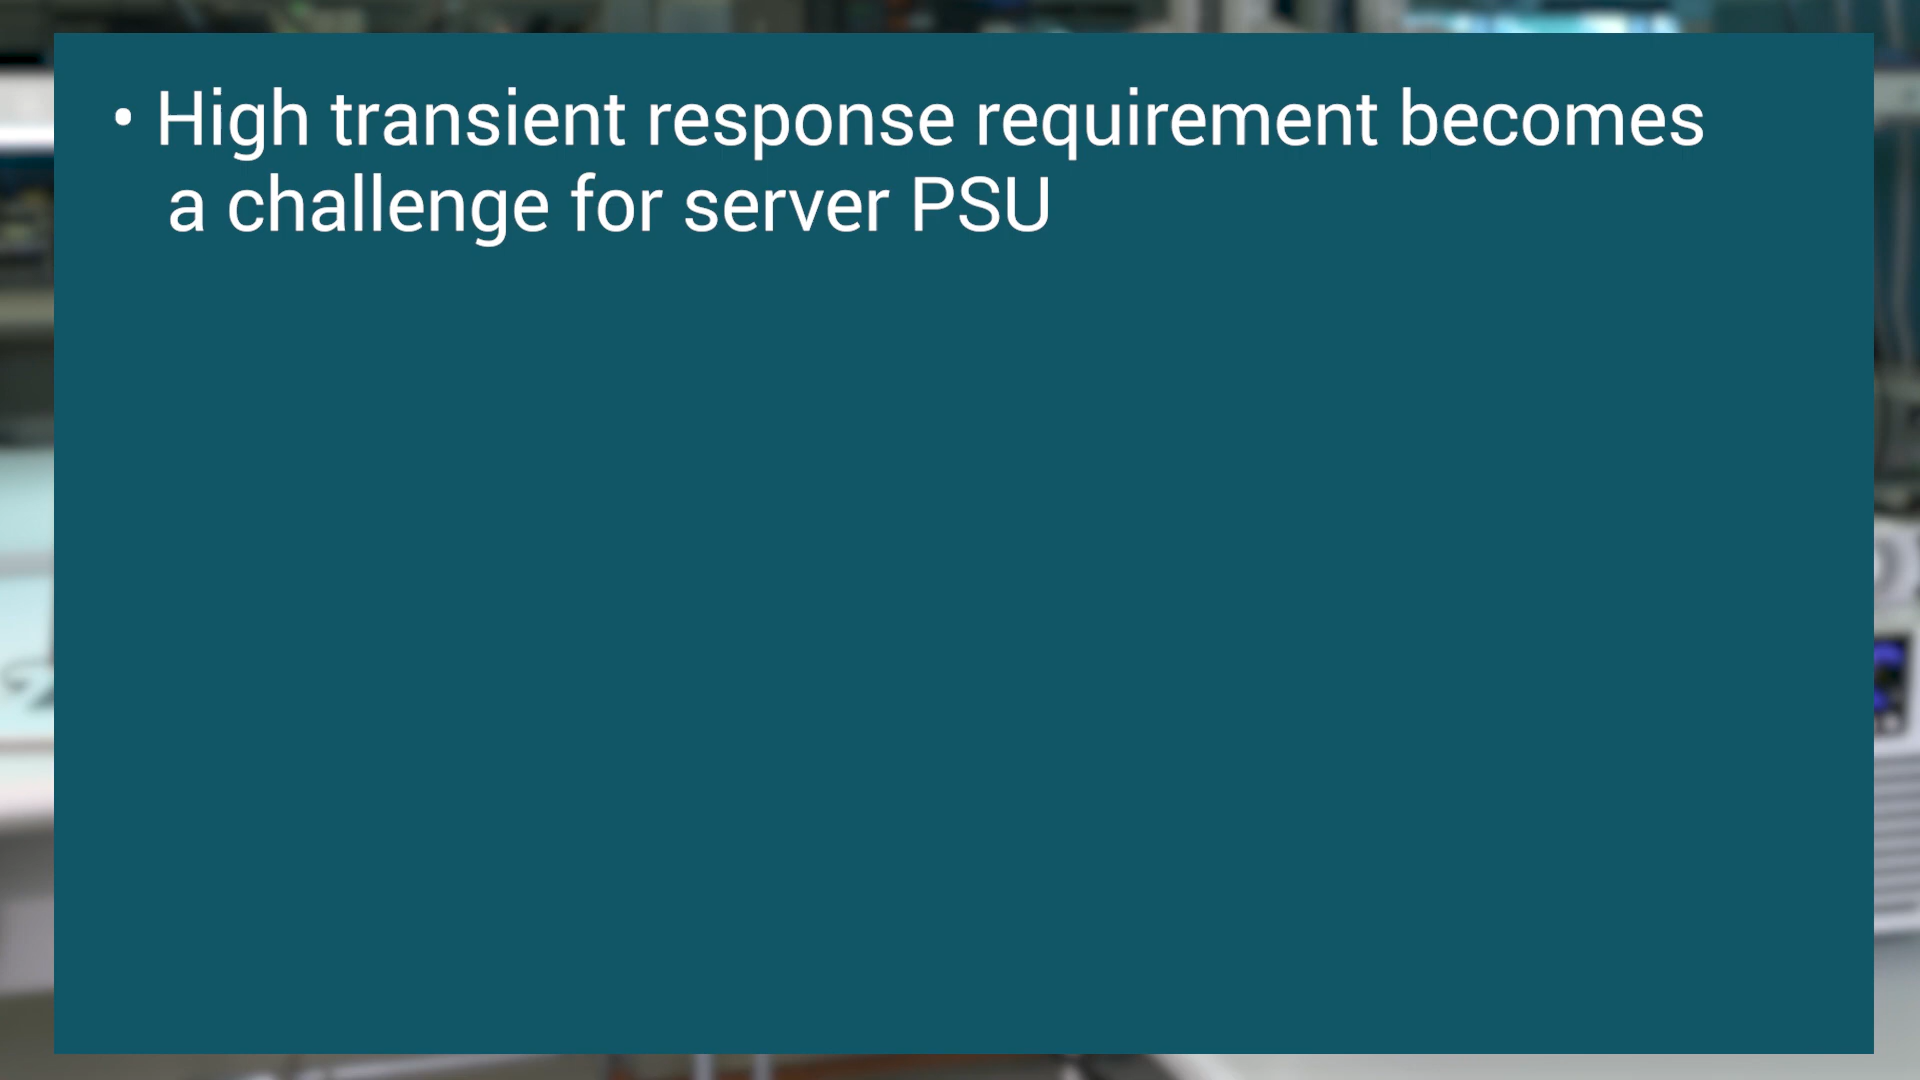 • High transient response requirement becomes
a challenge for server PSU